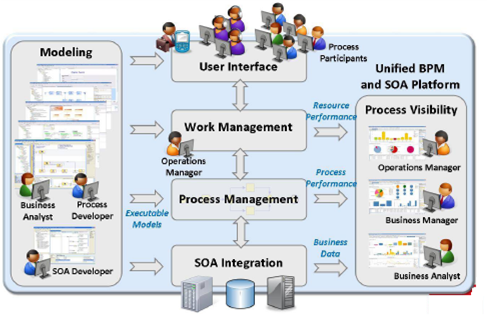 Modeling
Business
Analyst
Process
Developer
SOA Developer
Executable
Models
User Interface
Process
Participants
Work Management
Operations
Manager
Process Management
SOA Integration
Resource
Performance
Process
Performance
Business
Data
Unified BPM
and SOA Platform
Process Visibility
Operations Manager
Business Manager
Business Analyst